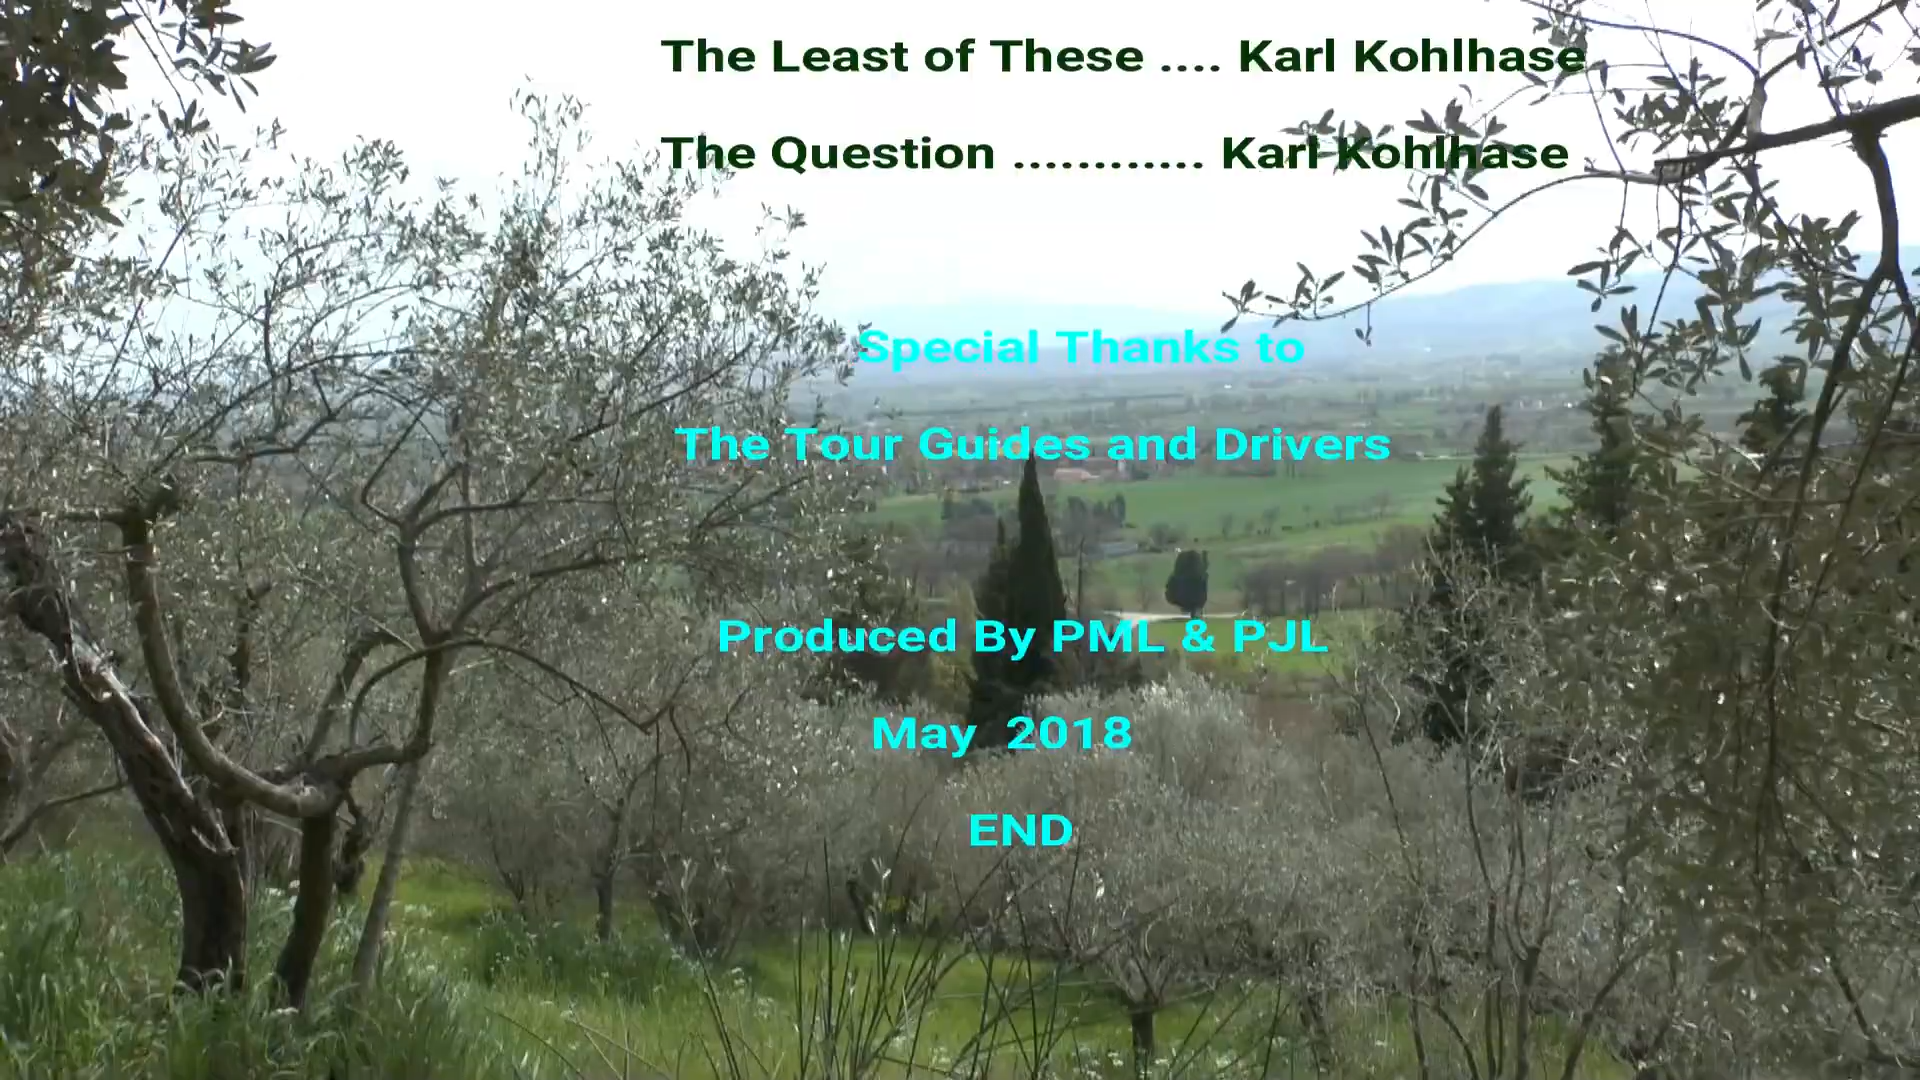 The Least of These .... Karl Kohlhase
The Question ............ Karl Kohlhase
Special Thanks to
The Tour Guides and Drivers
Produced By PML & PJL
May  2018
END